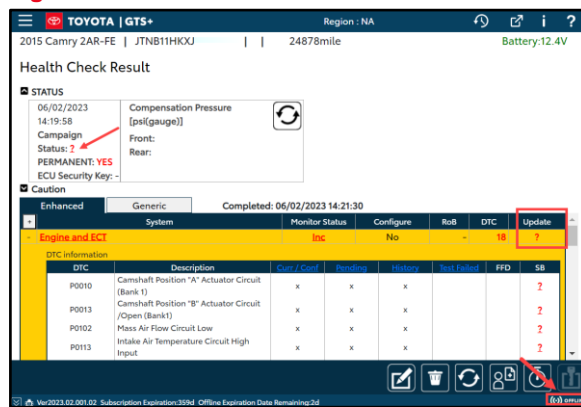 TOYOTA | GTS+ Region : NA i ?
2015 Camry 2AR-FE | JTNB11HKXJ | | 24878mile Battery:12.4V
Health Check Result
STATUS
06/02/2023
14:19:58
Campaign
Status: ?
PERMANENT: YES
ECU Security Key: -
Compensation Pressure
[psi(gauge)]
Front:
Rear:
Caution
Enhanced Generic Completed: 06/02/2023 14:21:30
+ System Monitor Status Configure RoB DTC Update
- Engine and ECT Inc No - 18 ?
DTC information
DTC Description Curr / Conf Pending History Test Failed FFD SB
P0010 Camshaft Position "A" Actuator Circuit
(Bank 1) x x x ?
P0013 Camshaft Position "B" Actuator Circuit
/Open (Bank1) x x x ?
P0102 Mass Air Flow Circuit Low x x x ?
P0113 Intake Air Temperature Circuit High
Input x x x ?
Ver2023.02.001.02 Subscription Expiration:359d Offline Expiration Date Remaining:2d OFFLINE